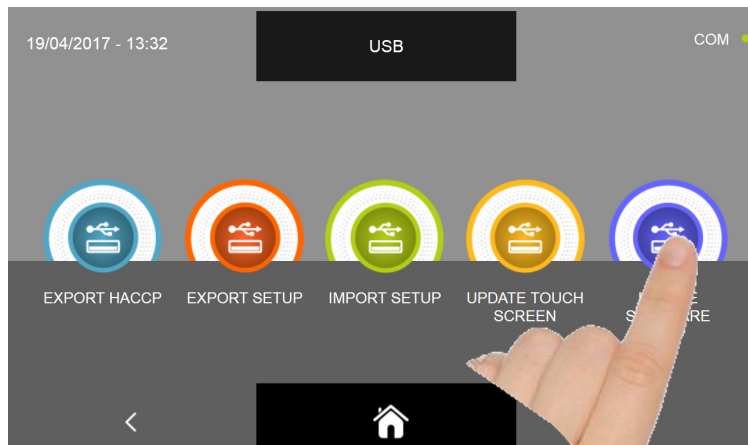 19/04/2017 - 13:32
USB
COM
EXPORT HACCP
EXPORT SETUP
IMPORT SETUP
UPDATE TOUCH
SCREEN